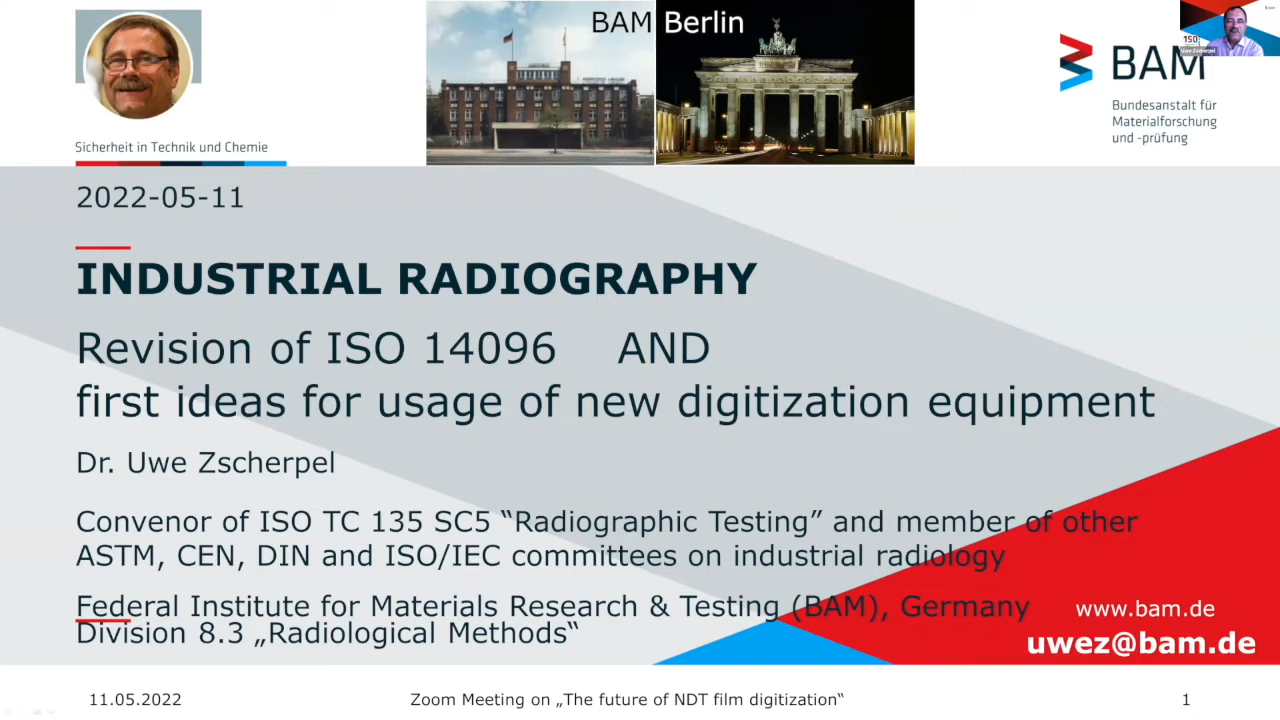 BAM Berlin
150
Uwe Zscherpel
BAM
Bundesanstalt für
Materialforschung
und -prüfung
Sicherheit in Technik und Chemie
2022-05-11
INDUSTRIAL RADIOGRAPHY
Revision of ISO 14096 AND
first ideas for usage of new digitization equipment
Dr. Uwe Zscherpel
Convenor of ISO TC 135 SC5 “Radiographic Testing” and member of other
ASTM, CEN, DIN and ISO/IEC committees on industrial radiology
Federal Institute for Materials Research & Testing (BAM), Germany
Division 8.3 „Radiological Methods“
www.bam.de
uwez@bam.de
11.05.2022 Zoom Meeting on „The future of NDT film digitization“ 1